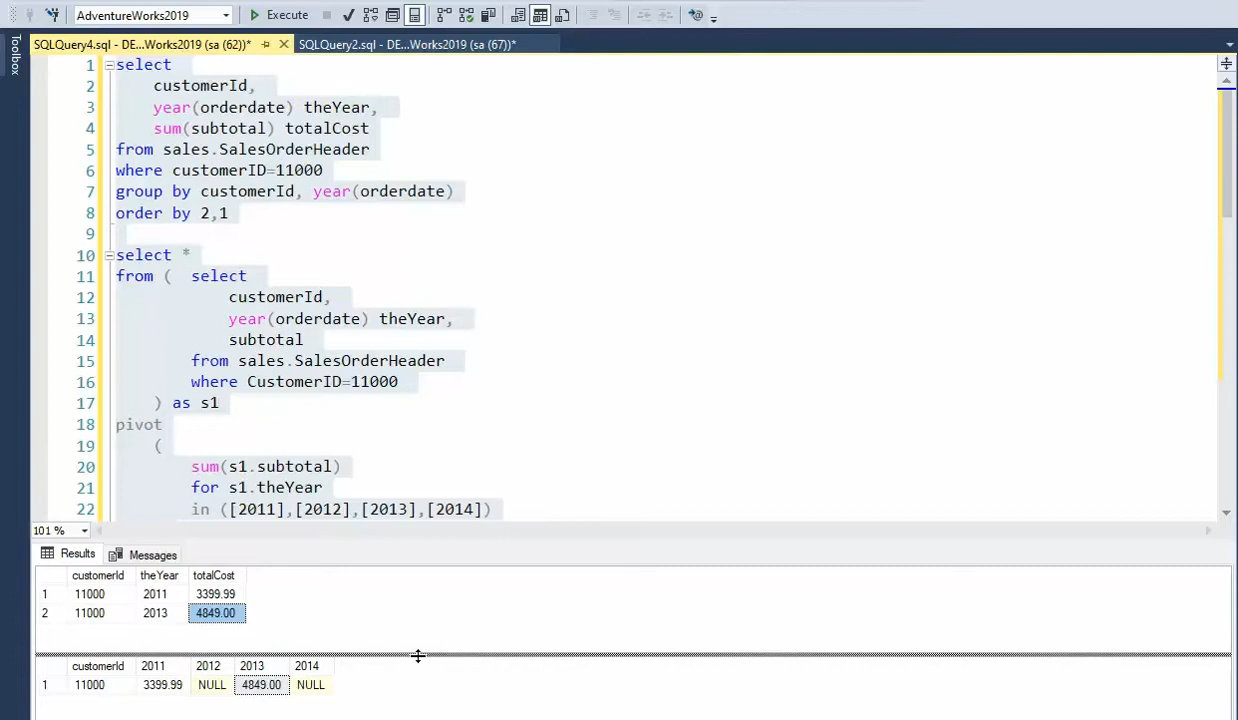 AdventureWorks2019 Execute
Toolbox
SQLQuery4.sql - DE...Works2019 (sa (62))* SQLQuery2.sql - DE...Works2019 (sa (67))*
1 select
2 customerId,
3 year(orderdate) theYear,
4 sum(subtotal) totalCost
5 from sales.SalesOrderHeader
6 where customerID=11000
7 group by customerId, year(orderdate)
8 order by 2,1
9
10 select *
11 from ( select
12 customerId,
13 year(orderdate) theYear,
14 subtotal
15 from sales.SalesOrderHeader
16 where CustomerID=11000
17 ) as s1
18 pivot
19 (
20 sum(s1.subtotal)
21 for s1.theYear
22 in ([2011],[2012],[2013],[2014])
101 %
Results Messages
customerId theYear totalCost
1 11000 2011 3399.99
2 11000 2013 4849.00
customerId 2011 2012 2013 2014
1 11000 3399.99 NULL 4849.00 NULL